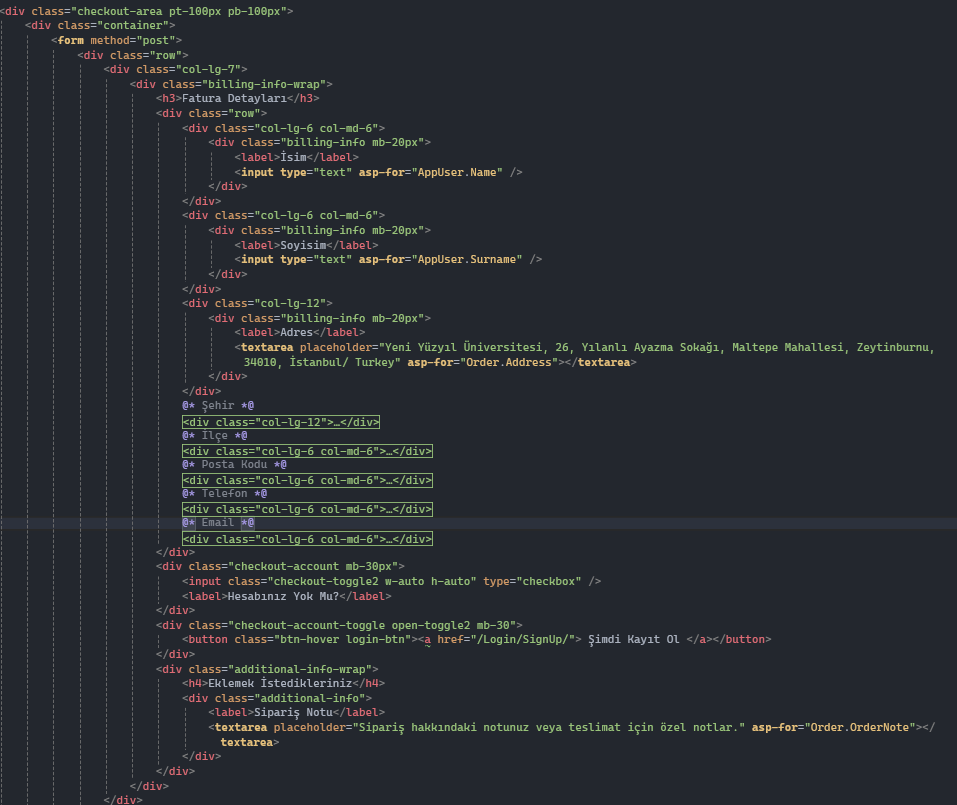 <div class="checkout-area pt-100px pb-100px">
<div class="container">
<form method="post">
<div class="row">
<div class="col-lg-7">
<div class="billing-info-wrap">
<h3>Fatura Detayları</h3>
<div class="row">
<div class="col-lg-6 col-md-6">
<div class="billing-info mb-20px">
<label>İsim</label>
<input type="text" asp-for="AppUser.Name" />
</div>
</div>
<div class="col-lg-6 col-md-6">
<div class="billing-info mb-20px">
<label>Soyisim</label>
<input type="text" asp-for="AppUser.Surname" />
</div>
</div>
<div class="col-lg-12">
<div class="billing-info mb-20px">
<label>Adres</label>
<textarea placeholder="Yeni Yüzyıl Üniversitesi, 26, Yılanlı Ayazma Sokağı, Maltepe Mahallesi, Zeytinburnu,
34010, İstanbul/ Turkey" asp-for="Order.Address"></textarea>
</div>
</div>
@* Şehir *@
<div class="col-lg-12">…</div>
@* İlçe *@
<div class="col-lg-6 col-md-6">…</div>
@* Posta Kodu *@
<div class="col-lg-6 col-md-6">…</div>
@* Telefon *@
<div class="col-lg-6 col-md-6">…</div>
@* Email *@
<div class="col-lg-6 col-md-6">…</div>
</div>
<div class="checkout-account mb-30px">
<input class="checkout-toggle2 w-auto h-auto" type="checkbox" />
<label>Hesabınız Yok Mu?</label>
</div>
<div class="checkout-account-toggle open-toggle2 mb-30">
<button class="btn-hover login-btn"><a href="/Login/SignUp/"> Şimdi Kayıt Ol </a></button>
</div>
<div class="additional-info-wrap">
<h4>Eklemek İstedikleriniz</h4>
<div class="additional-info">
<label>Sipariş Notu</label>
<textarea placeholder="Sipariş hakkındaki notunuz veya teslimat için özel notlar." asp-for="Order.OrderNote"></
textarea>
</div>
</div>
</div>
</div>